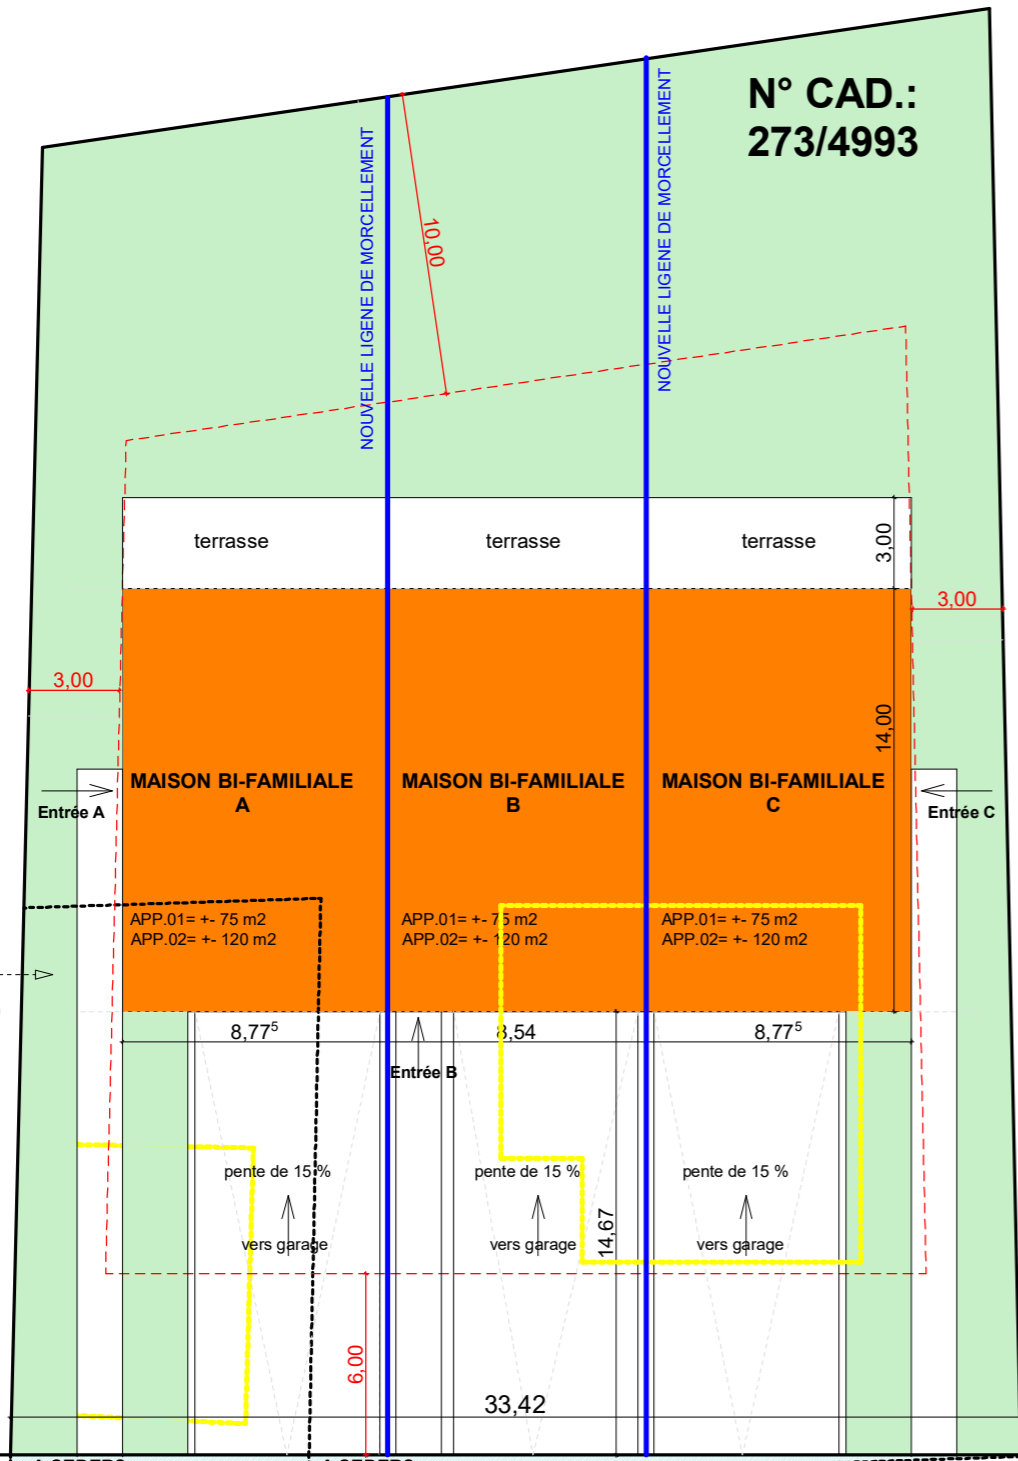 N° CAD.:
273/4993
NOUVELLE LIGENE DE MORCELLEMENT
NOUVELLE LIGENE DE MORCELLEMENT
10,00
terrasse
terrasse
terrasse
3,00
3,00
3,00
14,00
MAISON BI-FAMILIALE
A
MAISON BI-FAMILIALE
B
MAISON BI-FAMILIALE
C
Entrée A
Entrée C
APP.01= +- 75 m2
APP.02= +- 120 m2
APP.01= +- 75 m2
APP.02= +- 120 m2
APP.01= +- 75 m2
APP.02= +- 120 m2
8,77⁵
8,54
8,77⁵
Entrée B
pente de 15 %
vers garage
pente de 15 %
vers garage
pente de 15 %
vers garage
14,67
6,00
33,42